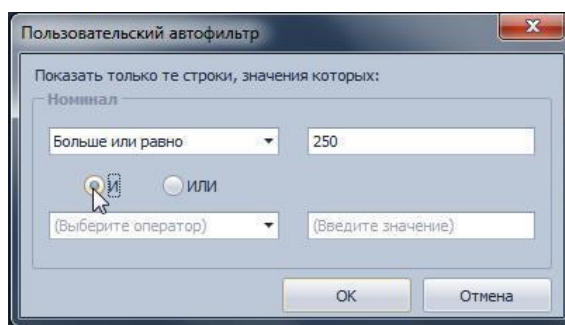 Пользовательский автофильтр
Показать только те строки, значения которых:
Номинал
Больше или равно 250
И ИЛИ
(Выберите оператор) (Введите значение)
ОК Отмена